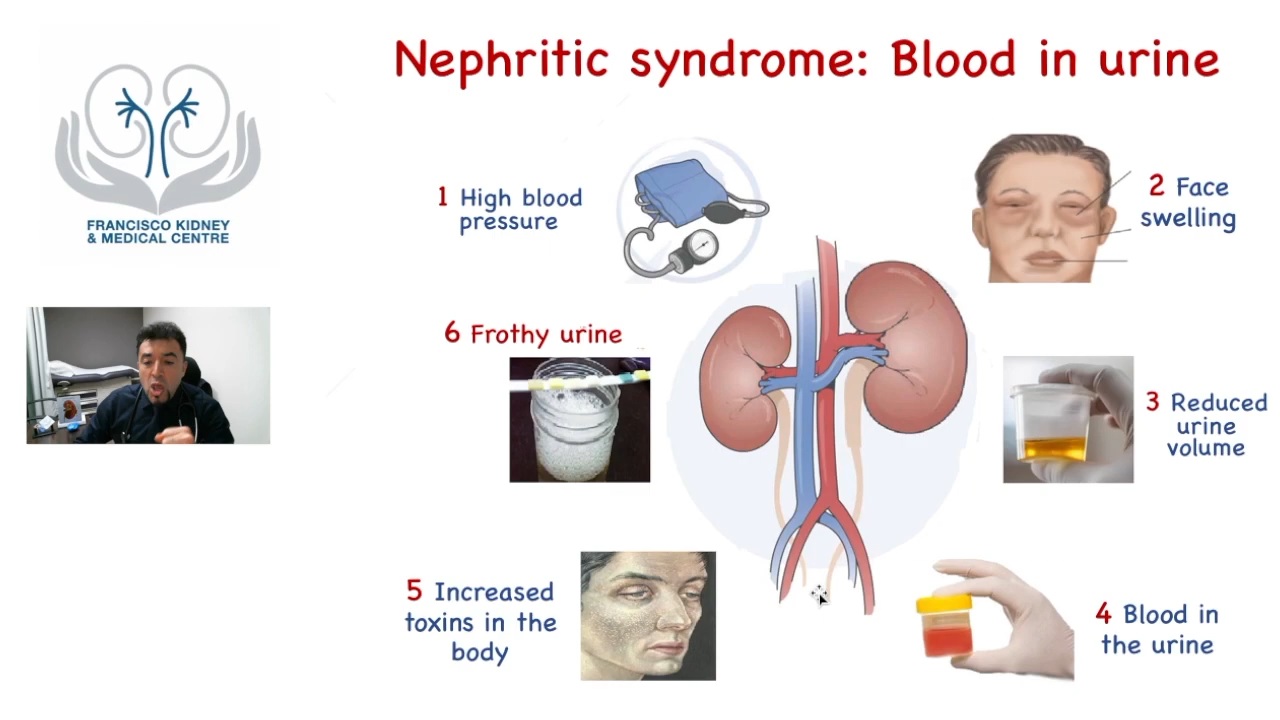 Nephritic syndrome: Blood in urine
FRANCISCO KIDNEY
& MEDICAL CENTRE
1 High blood
pressure
2 Face
swelling
6 Frothy urine
3 Reduced
urine
volume
5 Increased
toxins in the
body
4 Blood in
the urine